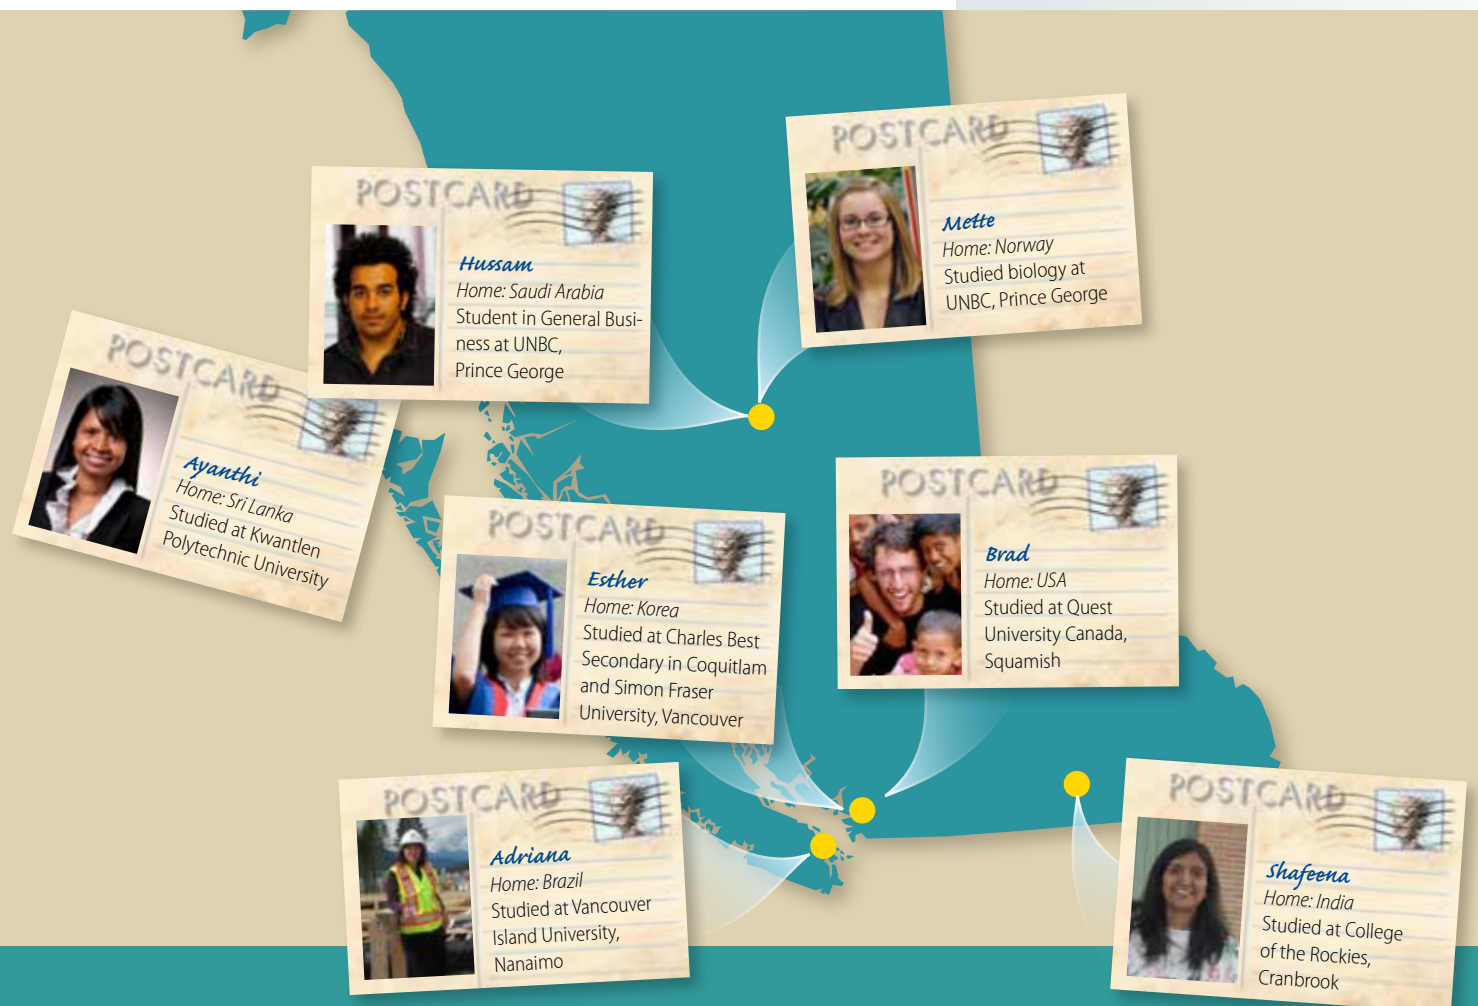 POSTCARD
Mette
Home: Norway
Studied biology at
UNBC, Prince George
POSTCARD
Hussam
Home: Saudi Arabia
Student in General Busi-
ness at UNBC,
Prince George
POSTCARD
Ayanthi
Home: Sri Lanka
Studied at Kwantlen
Polytechnic University
POSTCARD
Esther
Home: Korea
Studied at Charles Best
Secondary in Coquitlam
and Simon Fraser
University, Vancouver
POSTCARD
Brad
Home: USA
Studied at Quest
University Canada,
Squamish
POSTCARD
Adriana
Home: Brazil
Studied at Vancouver
Island University,
Nanaimo
POSTCARD
Shafeena
Home: India
Studied at College
of the Rockies,
Cranbrook